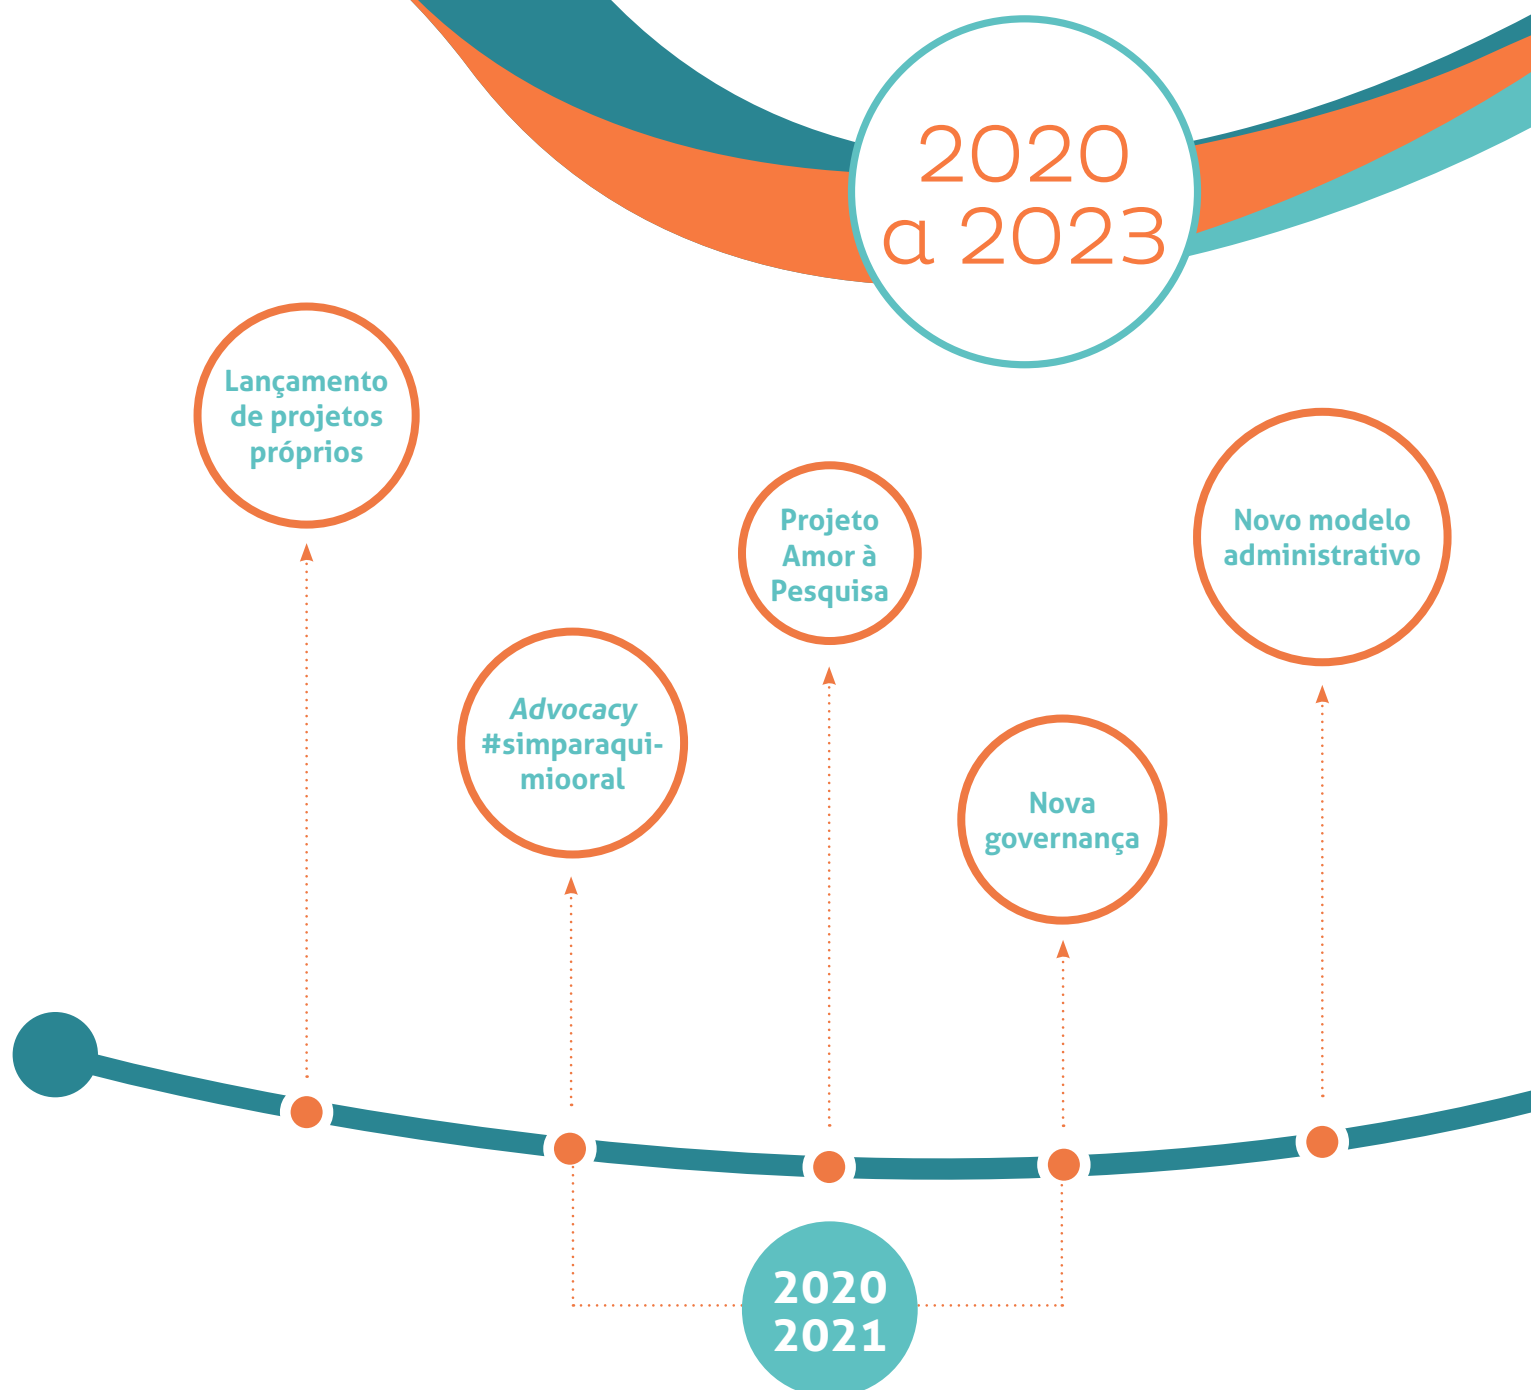 2020
a 2023
Lançamento
de projetos
próprios
Advocacy
#simparaqui-
miooral
Projeto
Amor à
Pesquisa
Nova
governança
Novo modelo
administrativo
2020
2021